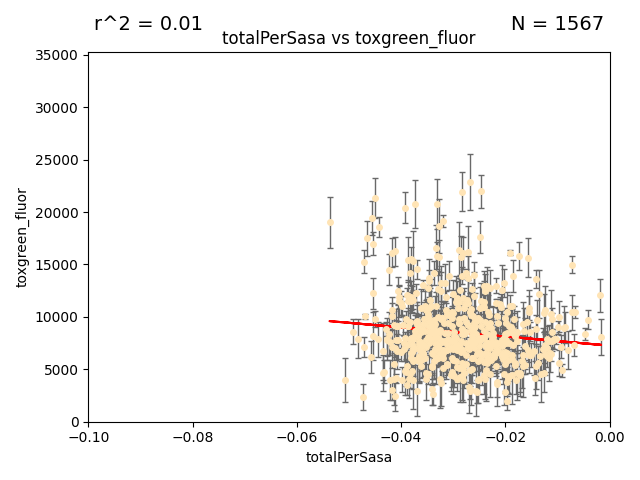 r^2 = 0.01
N = 1567
totalPerSasa vs toxgreen_fluor
35000
30000
25000
20000
15000
10000
5000
0
toxgreen_fluor
−0.10
−0.08
−0.06
−0.04
−0.02
0.00
totalPerSasa